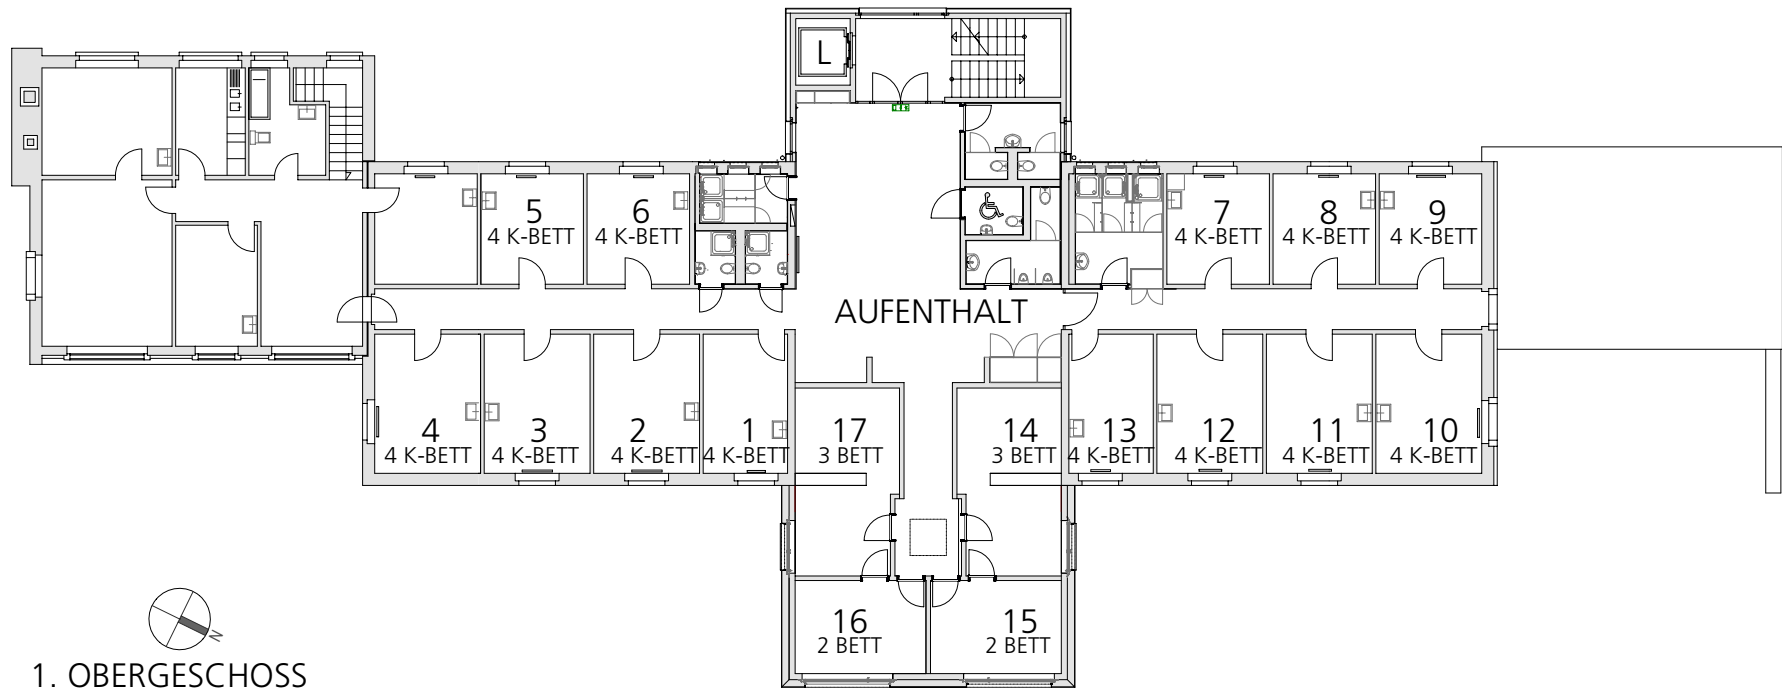 L
5
4 K-BETT
6
4 K-BETT
7
4 K-BETT
8
4 K-BETT
9
4 K-BETT
AUFENTHALT
4
4 K-BETT
3
4 K-BETT
2
4 K-BETT
1
4 K-BETT
17
3 BETT
14
3 BETT
13
4 K-BETT
12
4 K-BETT
11
4 K-BETT
10
4 K-BETT
16
2 BETT
15
2 BETT
N
1. OBERGESCHOSS